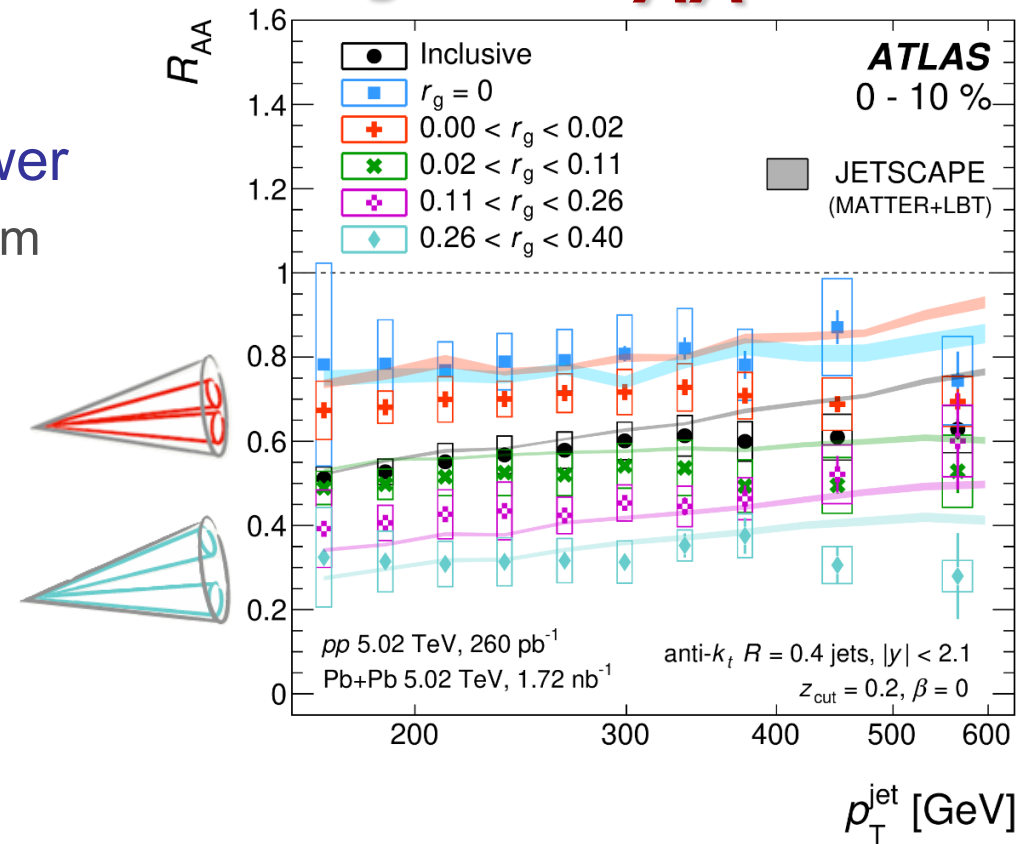 R_AA
1.6
1.4
1.2
1
0.8
0.6
0.4
0.2
0
Inclusive
r_g = 0
0.00 < r_g < 0.02
0.02 < r_g < 0.11
0.11 < r_g < 0.26
0.26 < r_g < 0.40
ATLAS
0 - 10 %
JETSCAPE
(MATTER+LBT)
pp 5.02 TeV, 260 pb^-1
Pb+Pb 5.02 TeV, 1.72 nb^-1
anti-k_t R = 0.4 jets, |y| < 2.1
z_cut = 0.2, β = 0
200 300 400 500 600
p_T^jet [GeV]